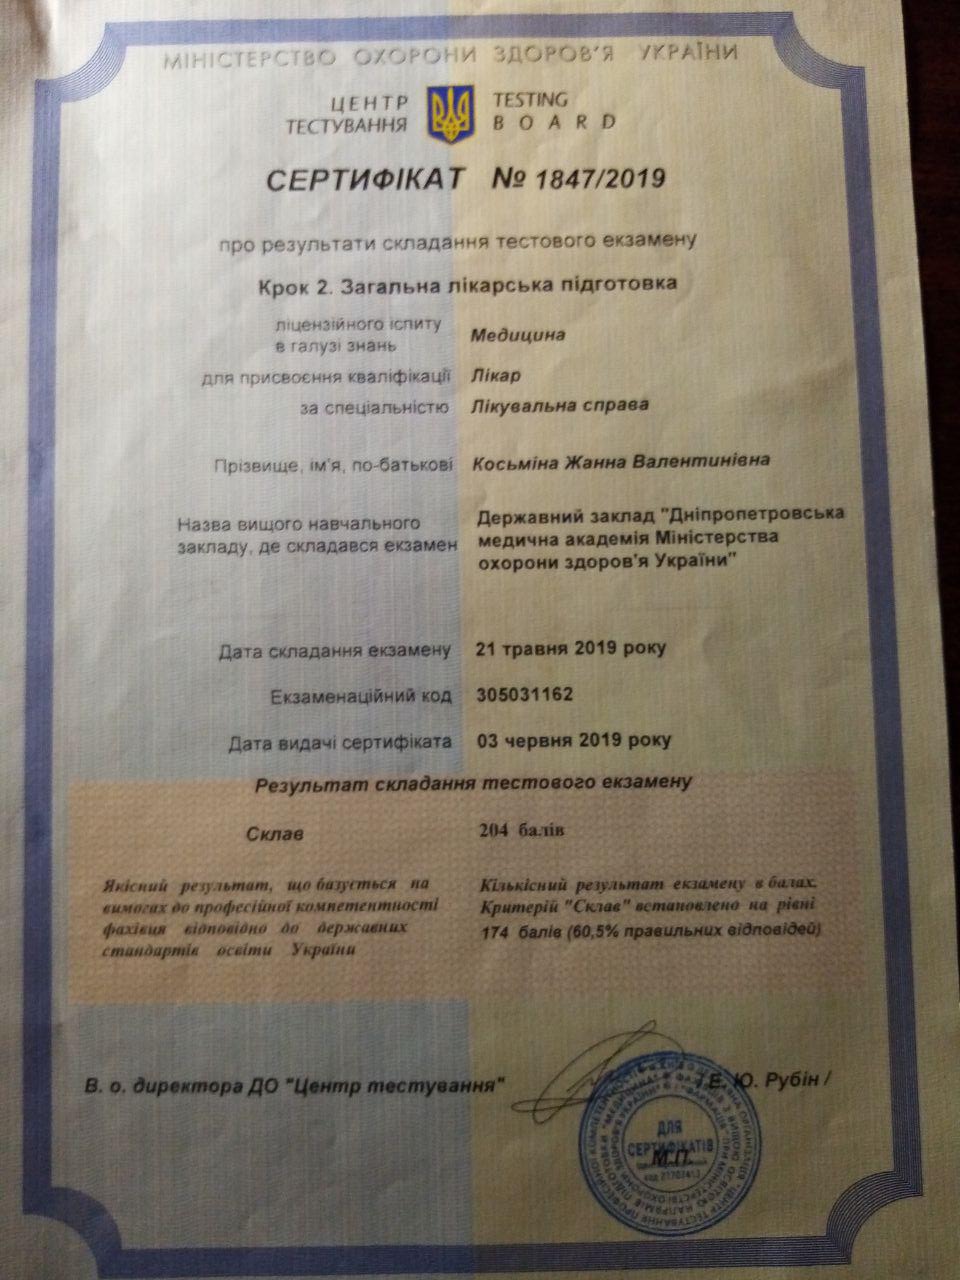 МІНІСТЕРСТВО ОХОРОНИ ЗДОРОВ'Я УКРАЇНИ
ЦЕНТР
ТЕСТУВАННЯ
TESTING
BOARD
СЕРТИФІКАТ № 1847/2019
про результати складання тестового екзамену
Крок 2. Загальна лікарська підготовка
ліцензійного іспиту
в галузі знань
Медицина
для присвоєння кваліфікації Лікар
за спеціальністю Лікувальна справа
Прізвище, ім'я, по-батькові Косьміна Жанна Валентинівна
Назва вищого навчального
закладу, де складався екзамен
Державний заклад "Дніпропетровська
медична академія Міністерства
охорони здоров'я України"
Дата складання екзамену 21 травня 2019 року
Екзаменаційний код 305031162
Дата видачі сертифіката 03 червня 2019 року
Результат складання тестового екзамену
Склав 204 балів
Якісний результат, що базується на
вимогах до професійної компетентності
фахівця відповідно до державних
стандартів освіти України
Кількісний результат екзамену в балах.
Критерій "Склав" встановлено на рівні
174 балів (60,5% правильних відповідей)
В. о. директора ДО "Центр тестування" /Е. Ю. Рубін /
ДЛЯ
СЕРТИФІКАТІВ
М.П.